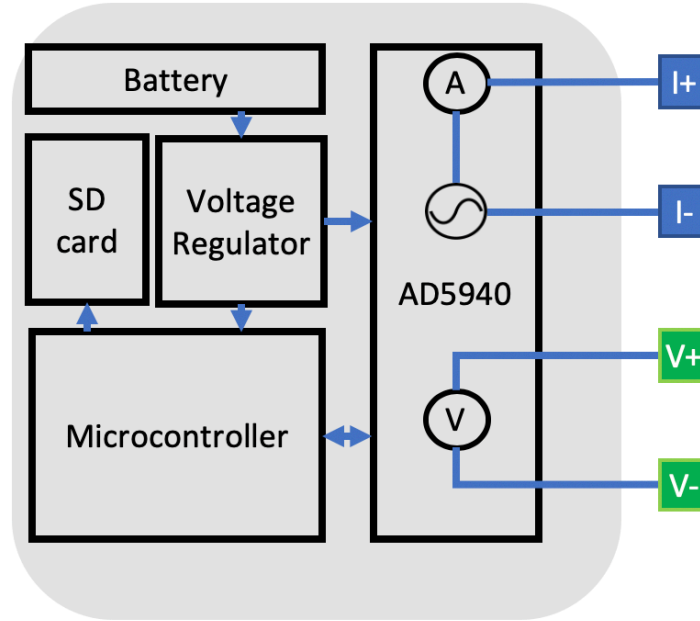 Battery
SD
card
Voltage
Regulator
Microcontroller
A
AD5940
V
I+
I-
V+
V-